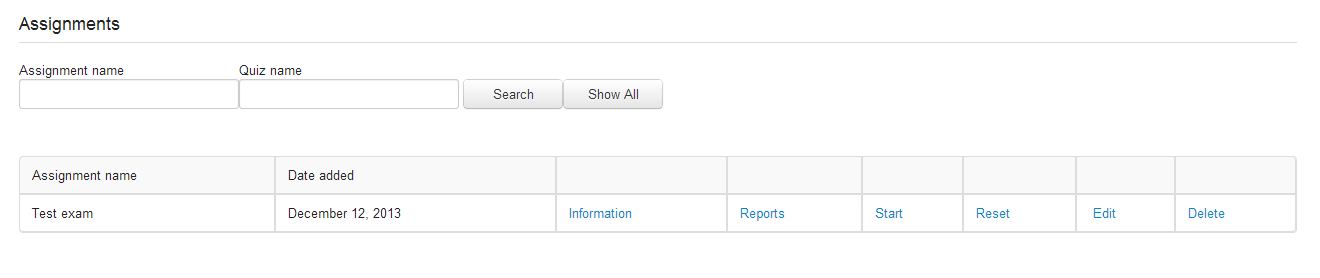 Assignments
Assignment name Quiz name
Search Show All
Assignment name Date added
Test exam December 12, 2013 Information Reports Start Reset Edit Delete